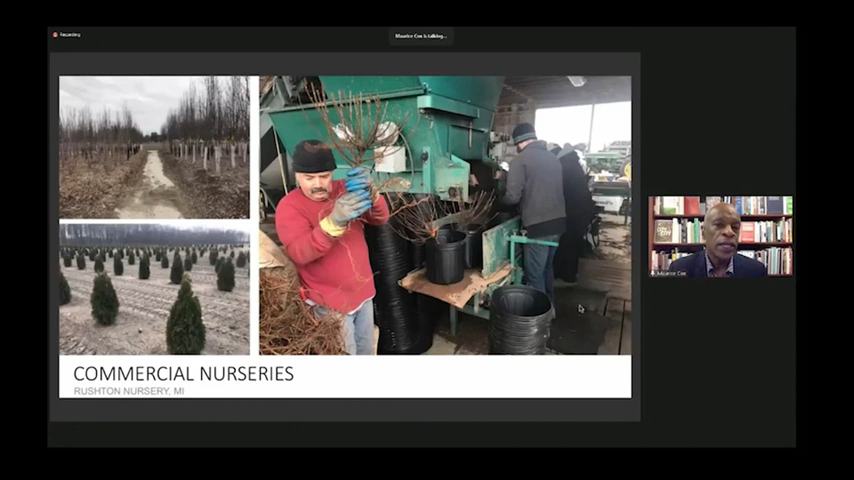 Recording
Maurice Cox is talking...
COMMERCIAL NURSERIES
RUSHTON NURSERY, MI
Maurice Cox